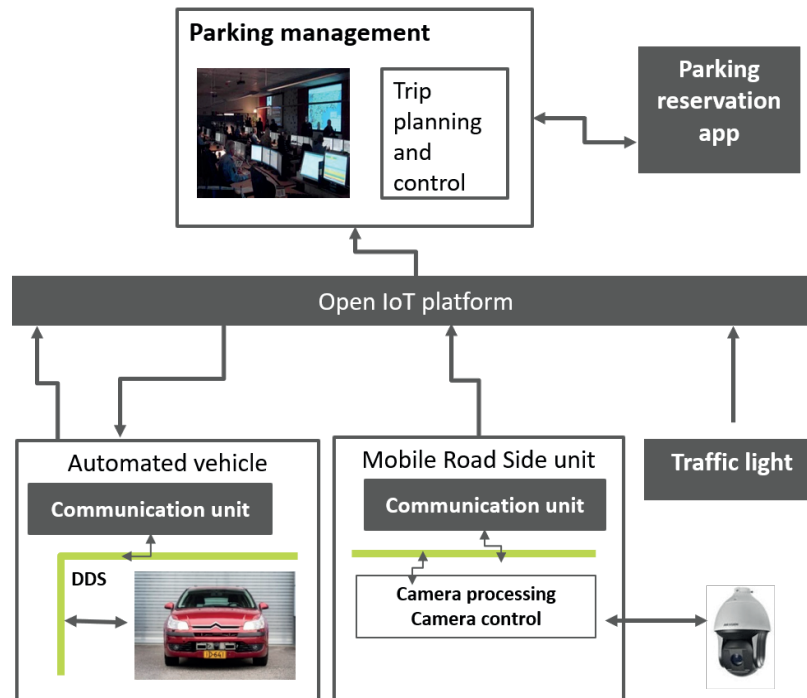 Parking management
Trip
planning
and
control
Parking
reservation
app
Open IoT platform
Automated vehicle
Communication unit
DDS
Mobile Road Side unit
Communication unit
Camera processing
Camera control
Traffic light